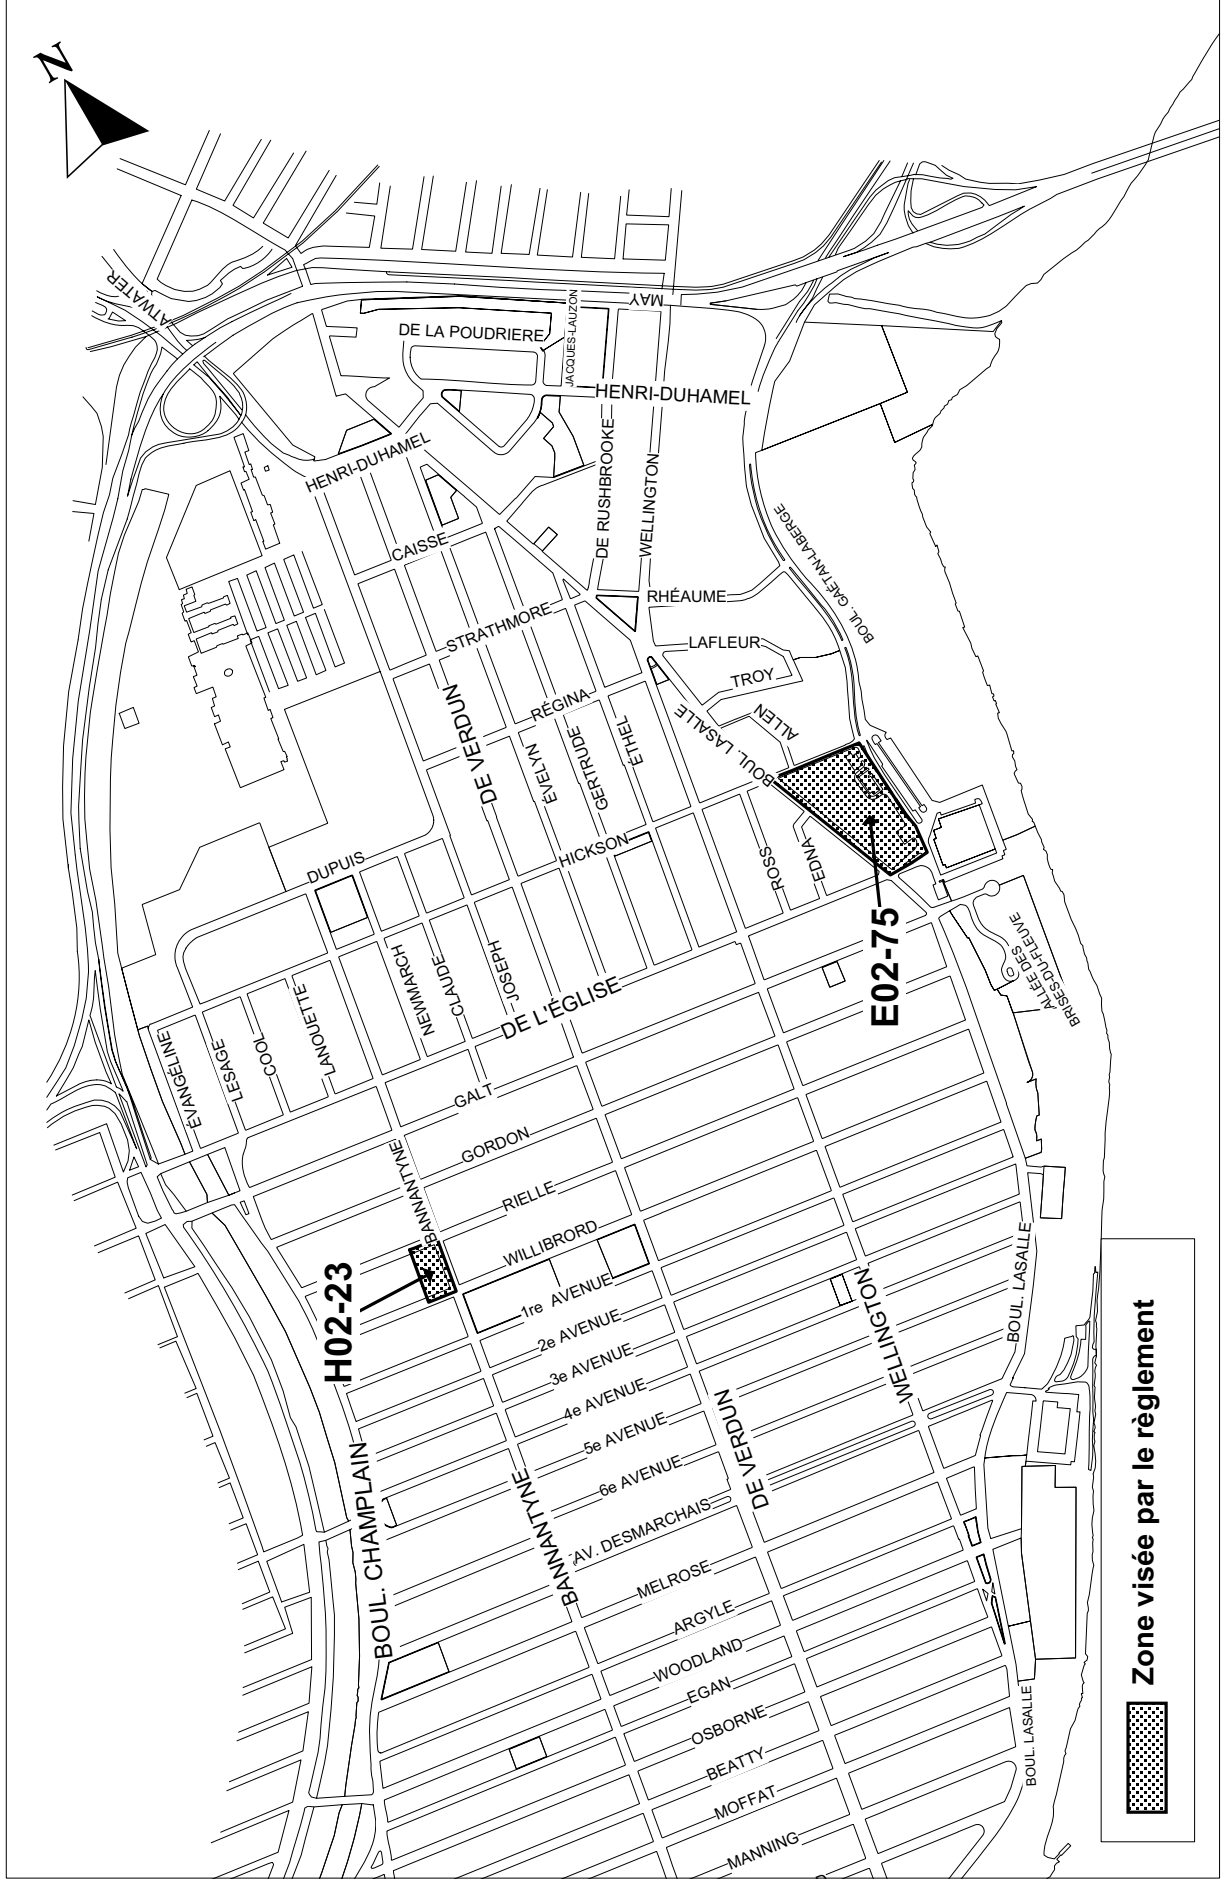 N
ATWATER
MAY
DE LA POUDRIERE
JACQUES-LAUZON
HENRI-DUHAMEL
HENRI-DUHAMEL
DE RUSHBROOKE
WELLINGTON
CAISSE
RHÉAUME
BOUL. GAÉTAN-LABERGE
STRATHMORE
LAFLEUR
TROY
ALLEN
BOUL. LASALLE
DE VERDUN
RÉGINA
ÉVELYN
GERTRUDE
ETHEL
HICKSON
DUPUIS
ROSS
EDNA
E02-75
ALLÉE DES
BRISES-DU-FLEUVE
NEWMARCH
CLAUDE
JOSEPH
DE L'ÉGLISE
ÉVANGÉLINE
LESAGE
COOL
LANOUETTE
GALT
GORDON
BANNANTYNE
RIELLE
WILLIBRORD
H02-23
1re AVENUE
2e AVENUE
3e AVENUE
4e AVENUE
5e AVENUE
6e AVENUE
WELLINGTON
BOUL. LASALLE
DE VERDUN
BOUL. CHAMPLAIN
BANNANTYNE
AV. DESMARCHAIS
MELROSE
ARGYLE
WOODLAND
EGAN
OSBORNE
BEATTY
MOFFAT
MANNING
BOUL. LASALLE
Zone visée par le règlement